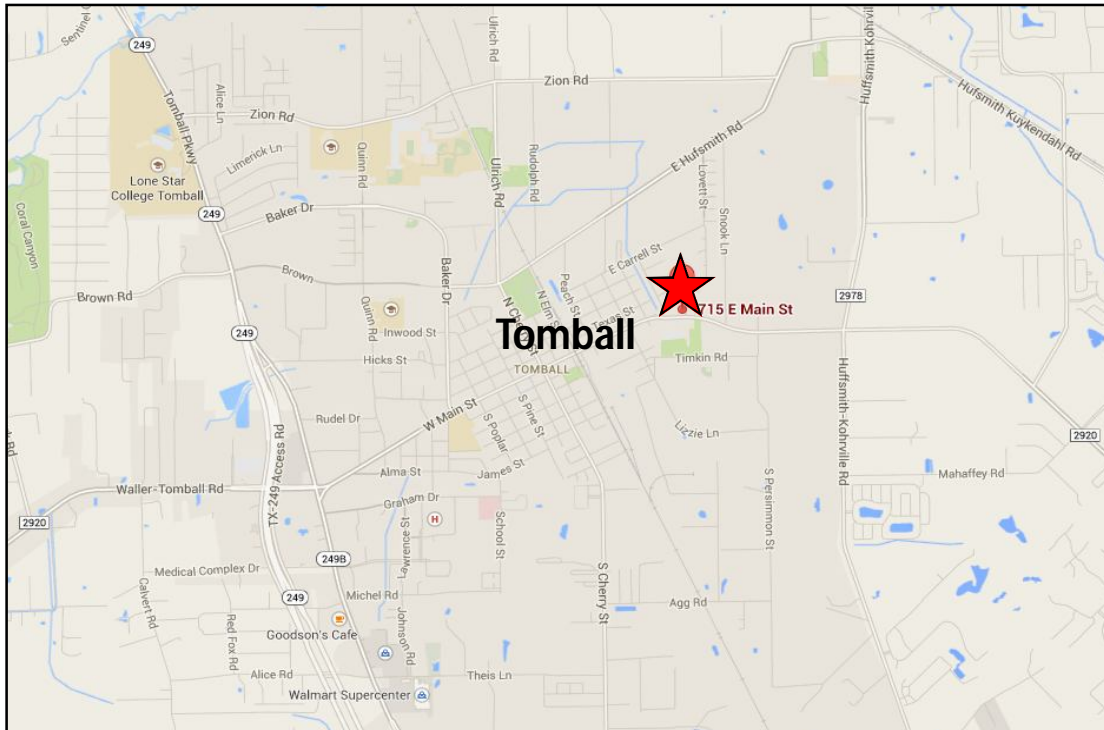 249
Ulrich Rd
Zion Rd
Tomball Pkwy
Alice Ln
Zion Rd
Huffsmith Kohrville
Hufsmith Kuykendahl Rd
Limerick Ln
Quinn Rd
Ulrich Rd
Rudolph Rd
E Hufsmith Rd
Lovett St
Snook Ln
Lone Star
College Tomball
249
Baker Dr
Coral Canyon
Brown
Baker Dr
E Carrell St
Peach St
N Elm St
Brown Rd
2978
715 E Main St
Texas St
249
Quinn Rd
Inwood St
Tomball
Hicks St
TOMBALL
Timkin Rd
W Main St
Rudel Dr
S Pine St
S Poplar
Lizzie Ln
Huffsmith-Kohrville Rd
2920
Alma St
James St
S Persimmon St
Mahaffey Rd
Waller-Tomball Rd
TX-249 Access Rd
Graham Dr
2920
H
Lawrence St
School St
249B
Medical Complex Dr
S Cherry St
Calvert Rd
249
Michel Rd
Agg Rd
Red Fox Rd
Goodson's Cafe
Johnson Rd
Alice Rd
Theis Ln
Walmart Supercenter